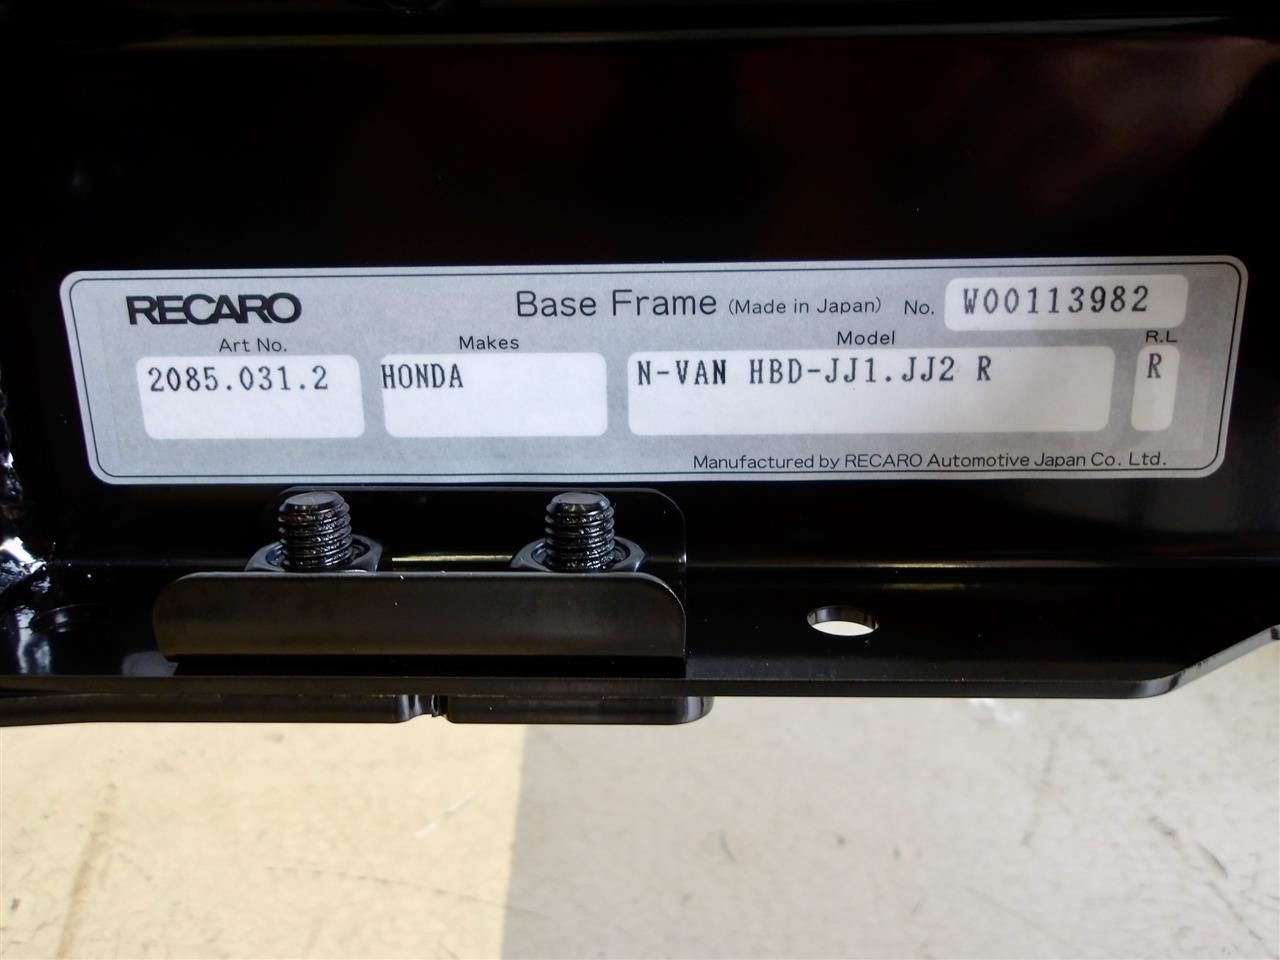 RECARO Base Frame (Made in Japan) No. W00113982
Art No. Makes Model R.L
2085.031.2 HONDA N-VAN HBD-JJ1.JJ2 R R
Manufactured by RECARO Automotive Japan Co. Ltd.